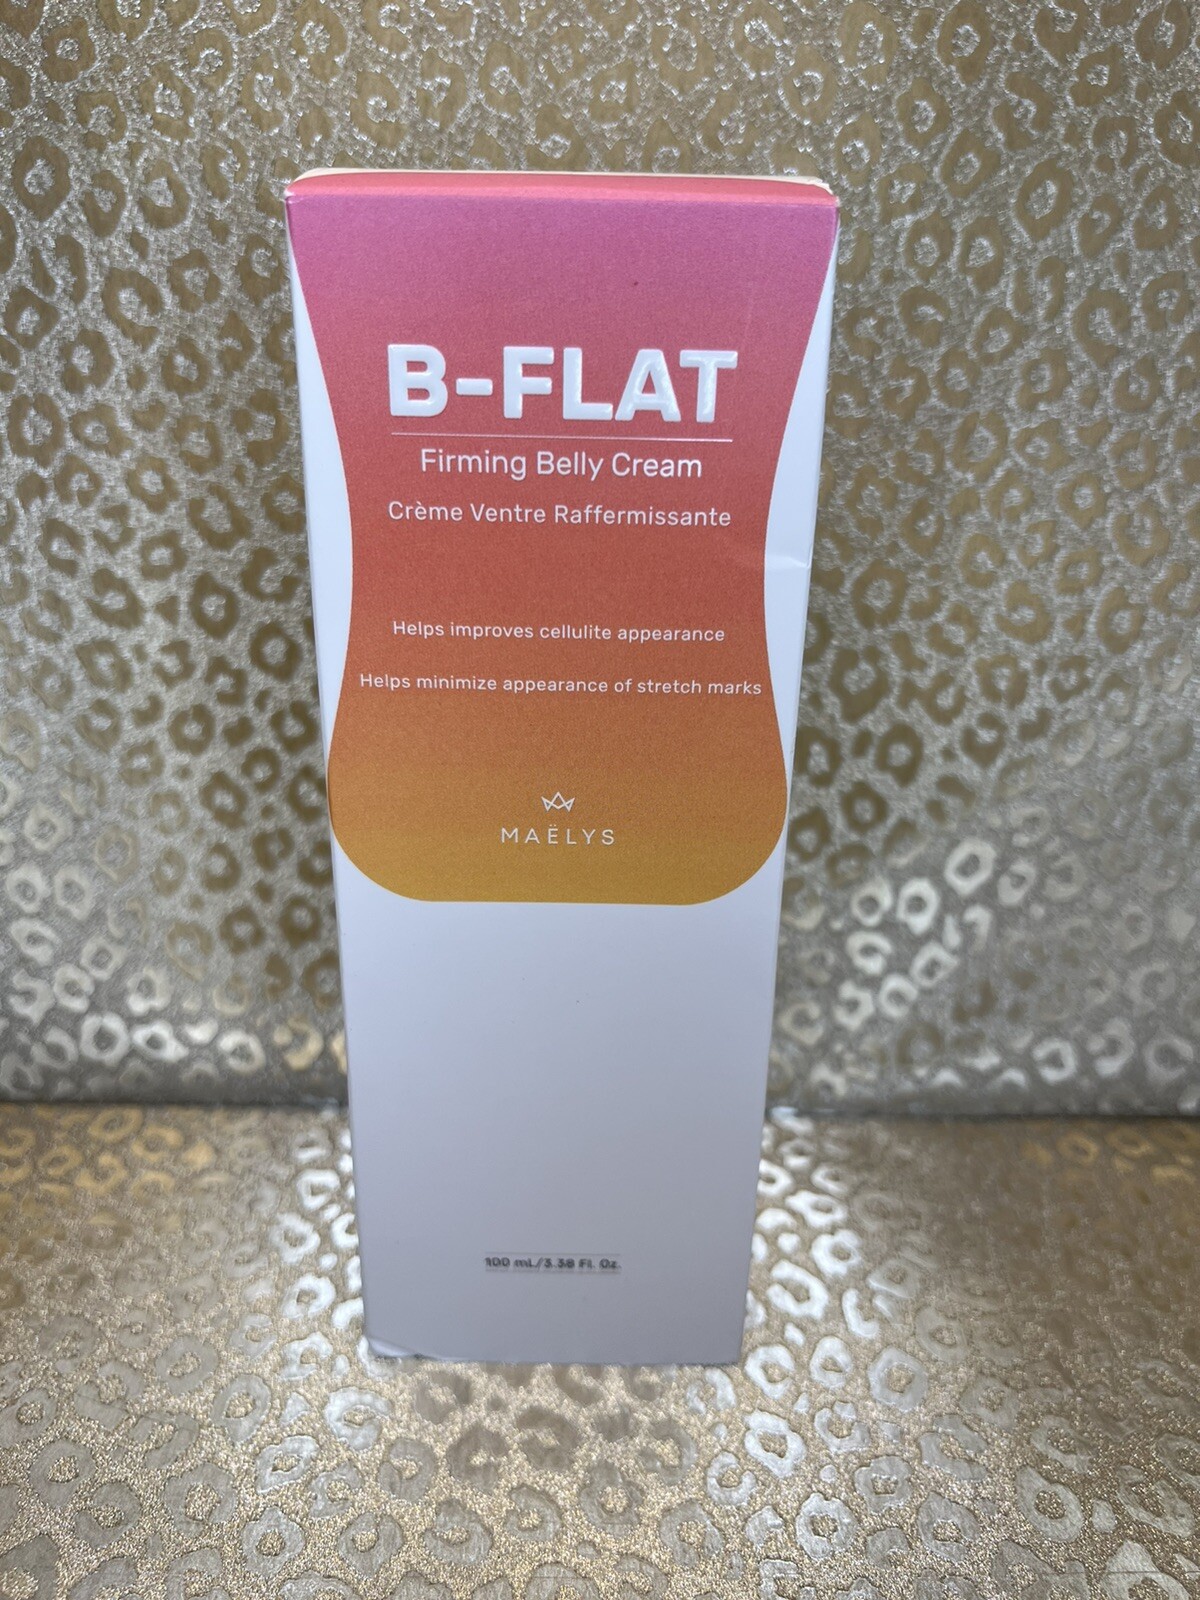 B-FLAT
Firming Belly Cream
Crème Ventre Raffermissante
Helps improves cellulite appearance
Helps minimize appearance of stretch marks
MAËLYS
100 mL/3.38 Fl. Oz.